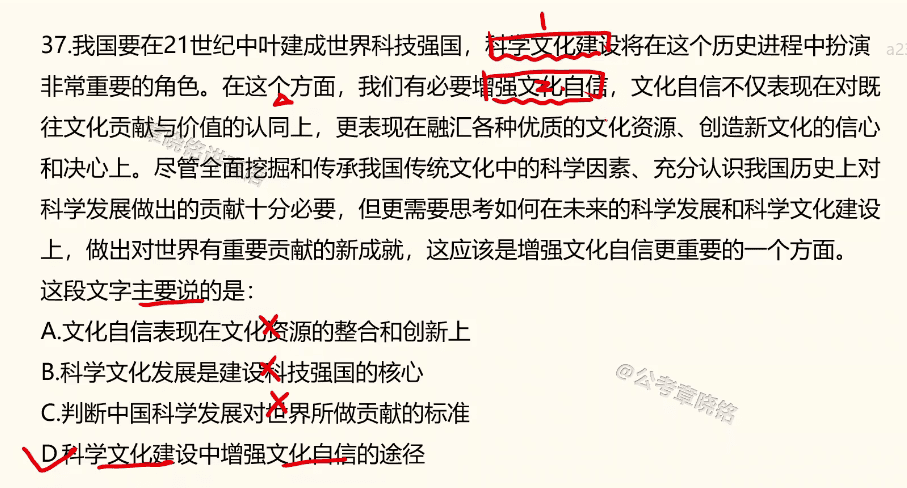 1
37.我国要在21世纪中叶建成世界科技强国，科学文化建设将在这个历史进程中扮演
非常重要的角色。在这个方面，我们有必要增强文化自信，文化自信不仅表现在对既
2
往文化贡献与价值的认同上，更表现在融汇各种优质的文化资源、创造新文化的信心
和决心上。尽管全面挖掘和传承我国传统文化中的科学因素、充分认识我国历史上对
科学发展做出的贡献十分必要，但更需要思考如何在未来的科学发展和科学文化建设
上，做出对世界有重要贡献的新成就，这应该是增强文化自信更重要的一个方面。
这段文字主要说的是：
A.文化自信表现在文化资源的整合和创新上
B.科学文化发展是建设科技强国的核心
C.判断中国科学发展对世界所做贡献的标准
D科学文化建设中增强文化自信的途径
@公考章晓铭